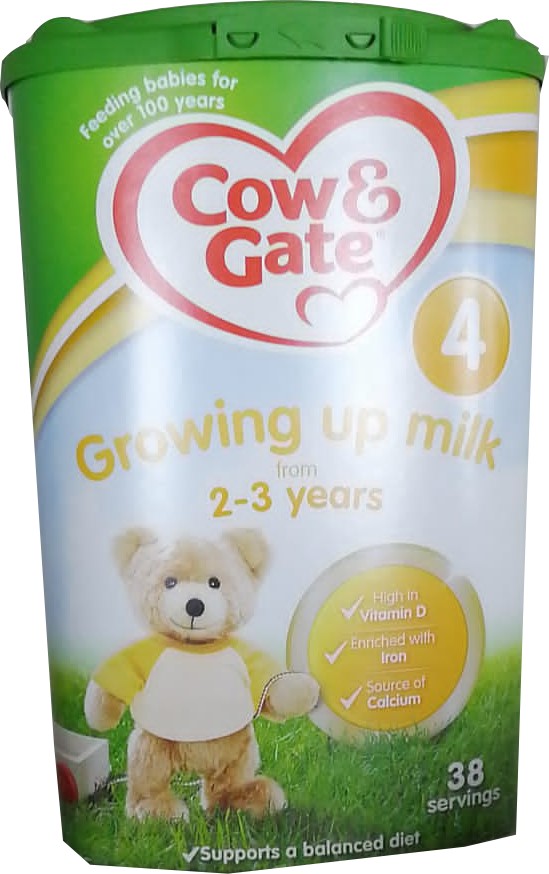 Feeding babies for
over 100 years
Cow &
Gate®
4
Growing up milk
from
2-3 years
High in
Vitamin D
Enriched with
Iron
Source of
Calcium
38
servings
✓Supports a balanced diet